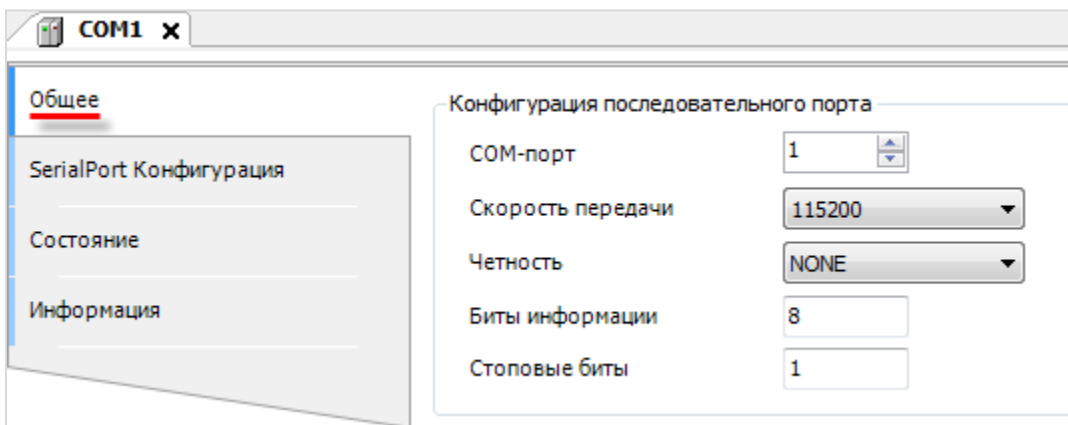 COM1
Общее
SerialPort Конфигурация
Состояние
Информация
Конфигурация последовательного порта
COM-порт 1
Скорость передачи 115200
Четность NONE
Биты информации 8
Стоповые биты 1